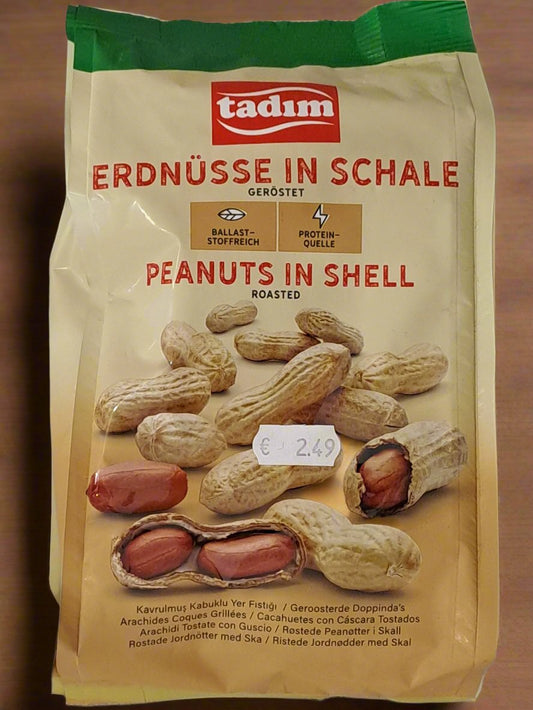 tadım
ERDNÜSSE IN SCHALE
GERÖSTET
BALLAST-
STOFFREICH
PROTEIN-
QUELLE
PEANUTS IN SHELL
ROASTED
€ 2.49
Kavrulmuş Kabuklu Yer Fistiği / Geroosterde Doppinda's
Arachides Coques Grillées / Cacahuetes con Cáscara Tostados
Arachidi Tostate con Guscio / Røstede Peanøtter i Skall
Rostade Jordnötter med Ska / Ristede Jordnødder med Skal